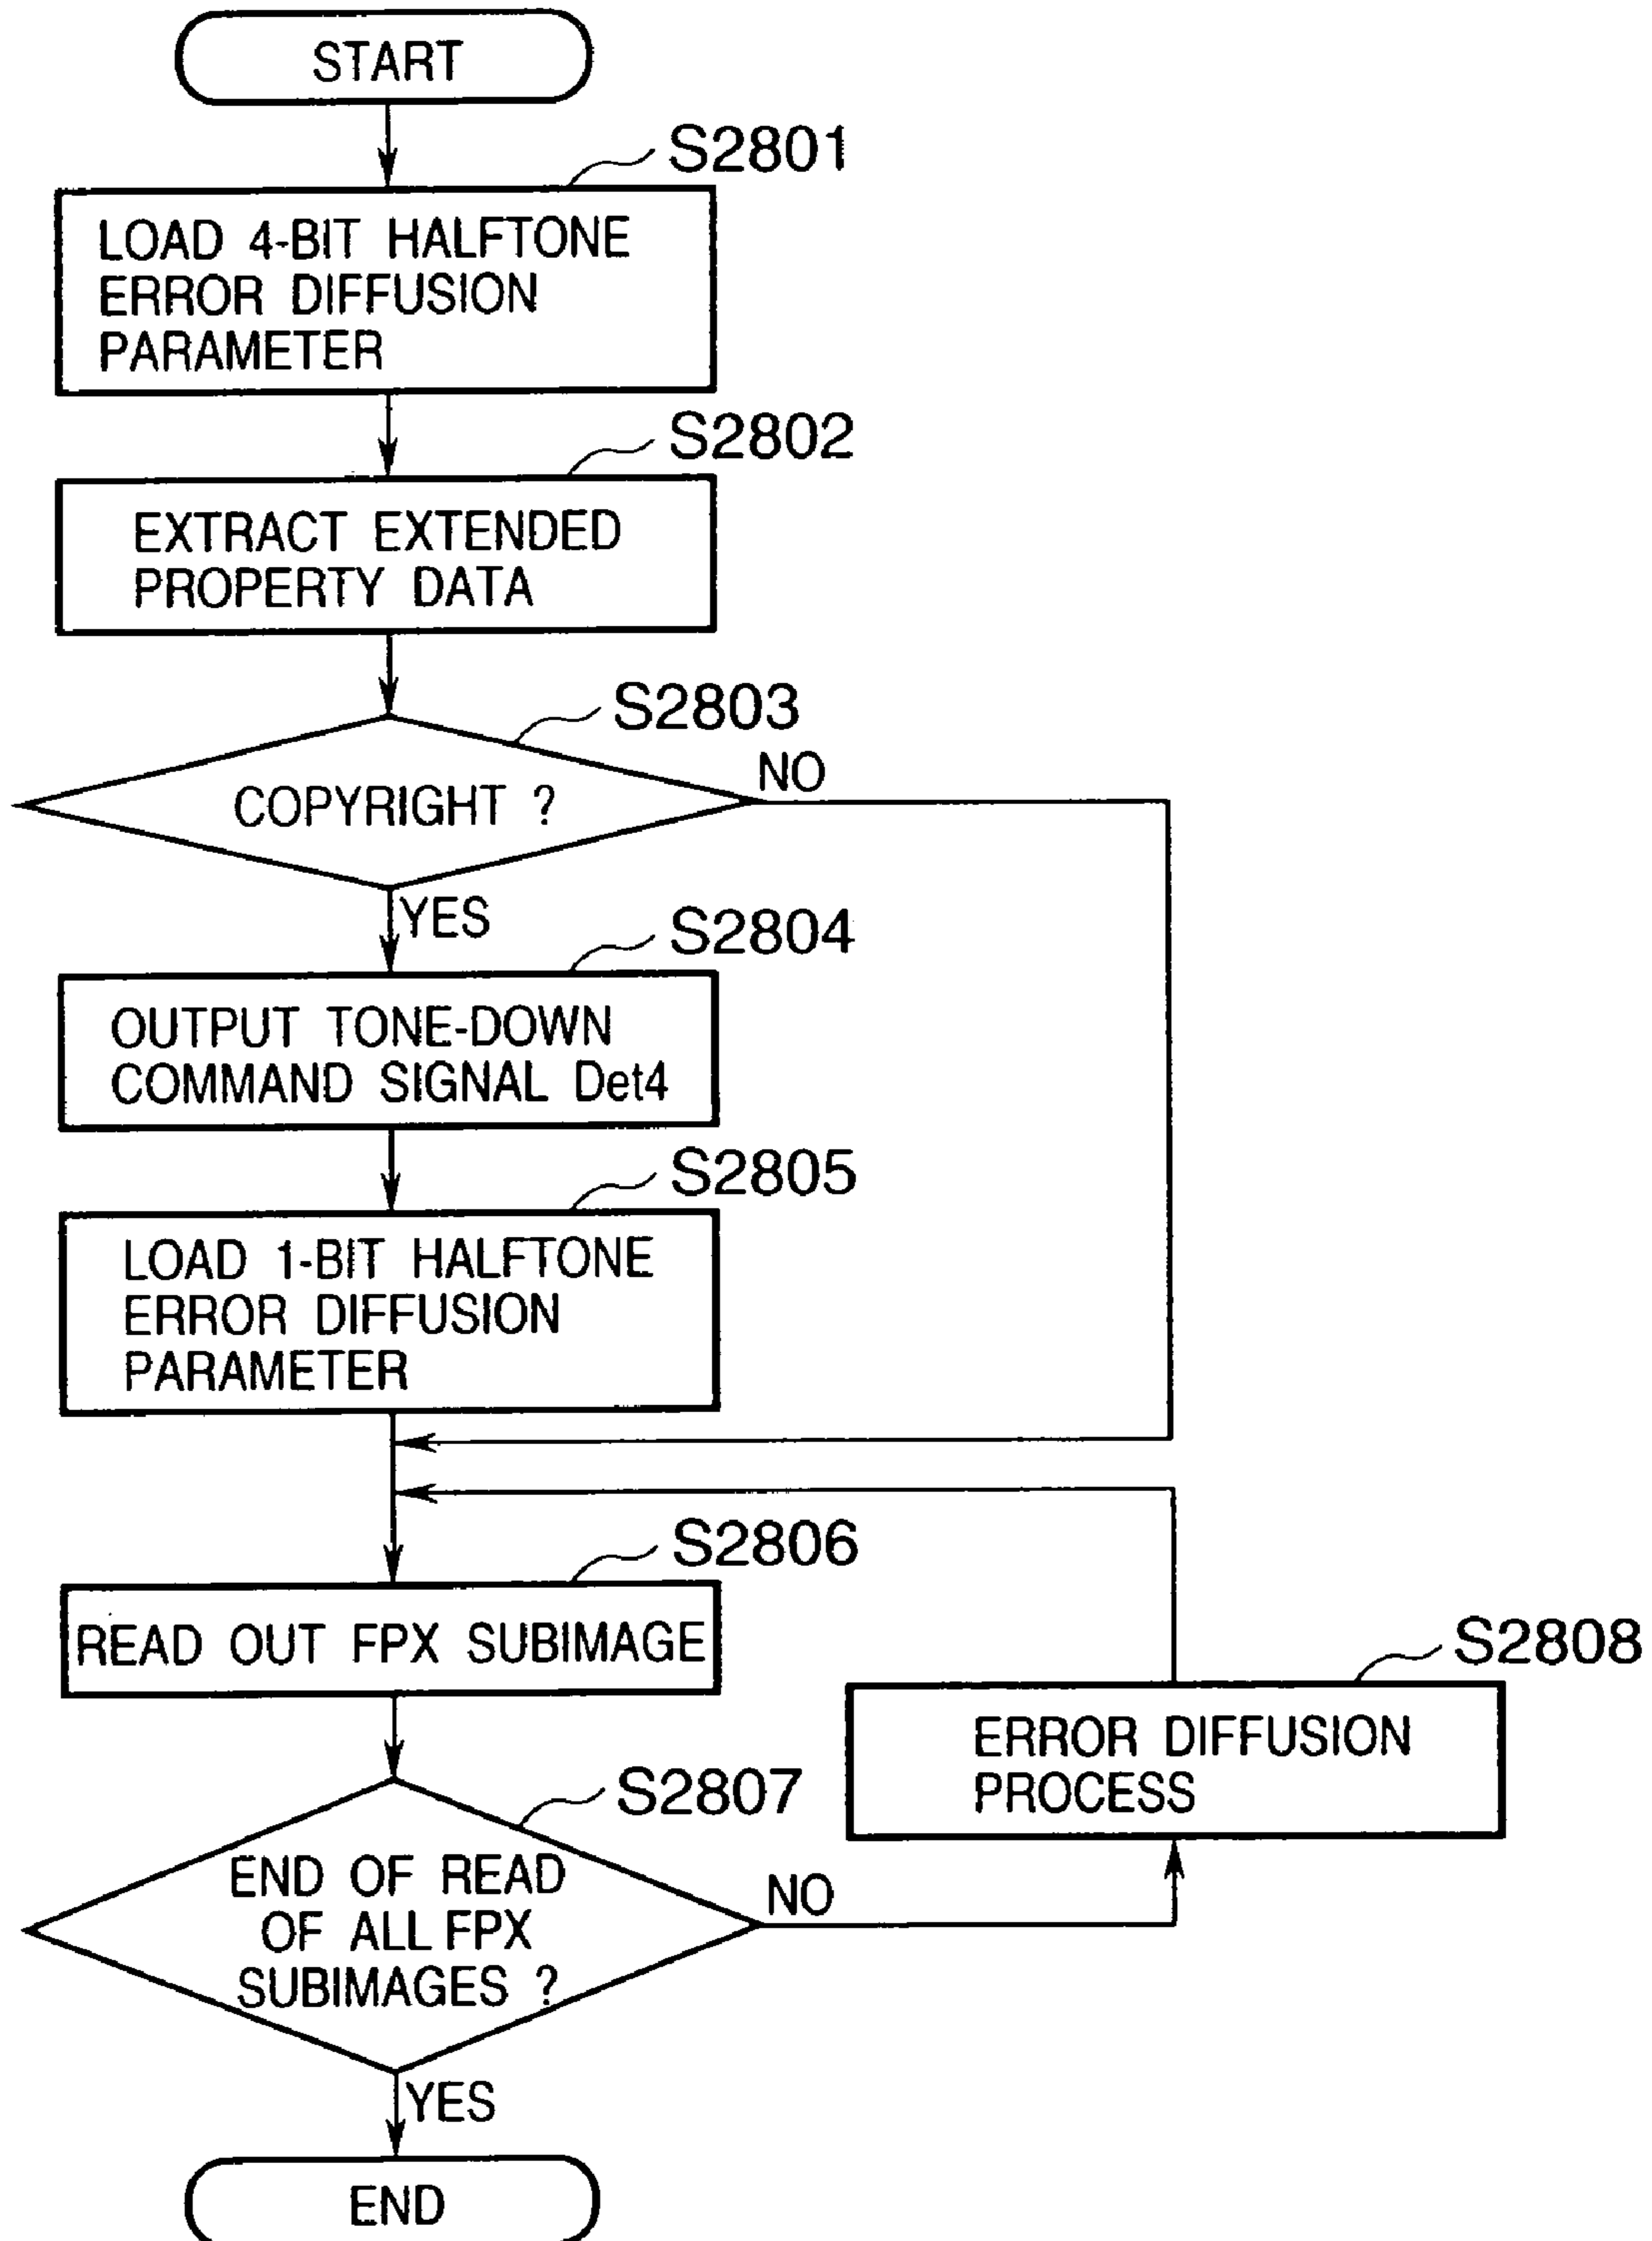 START
S2801
LOAD 4-BIT HALFTONE
ERROR DIFFUSION
PARAMETER
S2802
EXTRACT EXTENDED
PROPERTY DATA
S2803
COPYRIGHT ?
NO
YES
S2804
OUTPUT TONE-DOWN
COMMAND SIGNAL Det4
S2805
LOAD 1-BIT HALFTONE
ERROR DIFFUSION
PARAMETER
S2806
READ OUT FPX SUBIMAGE
S2807
END OF READ
OF ALL FPX
SUBIMAGES ?
NO
S2808
ERROR DIFFUSION
PROCESS
YES
END